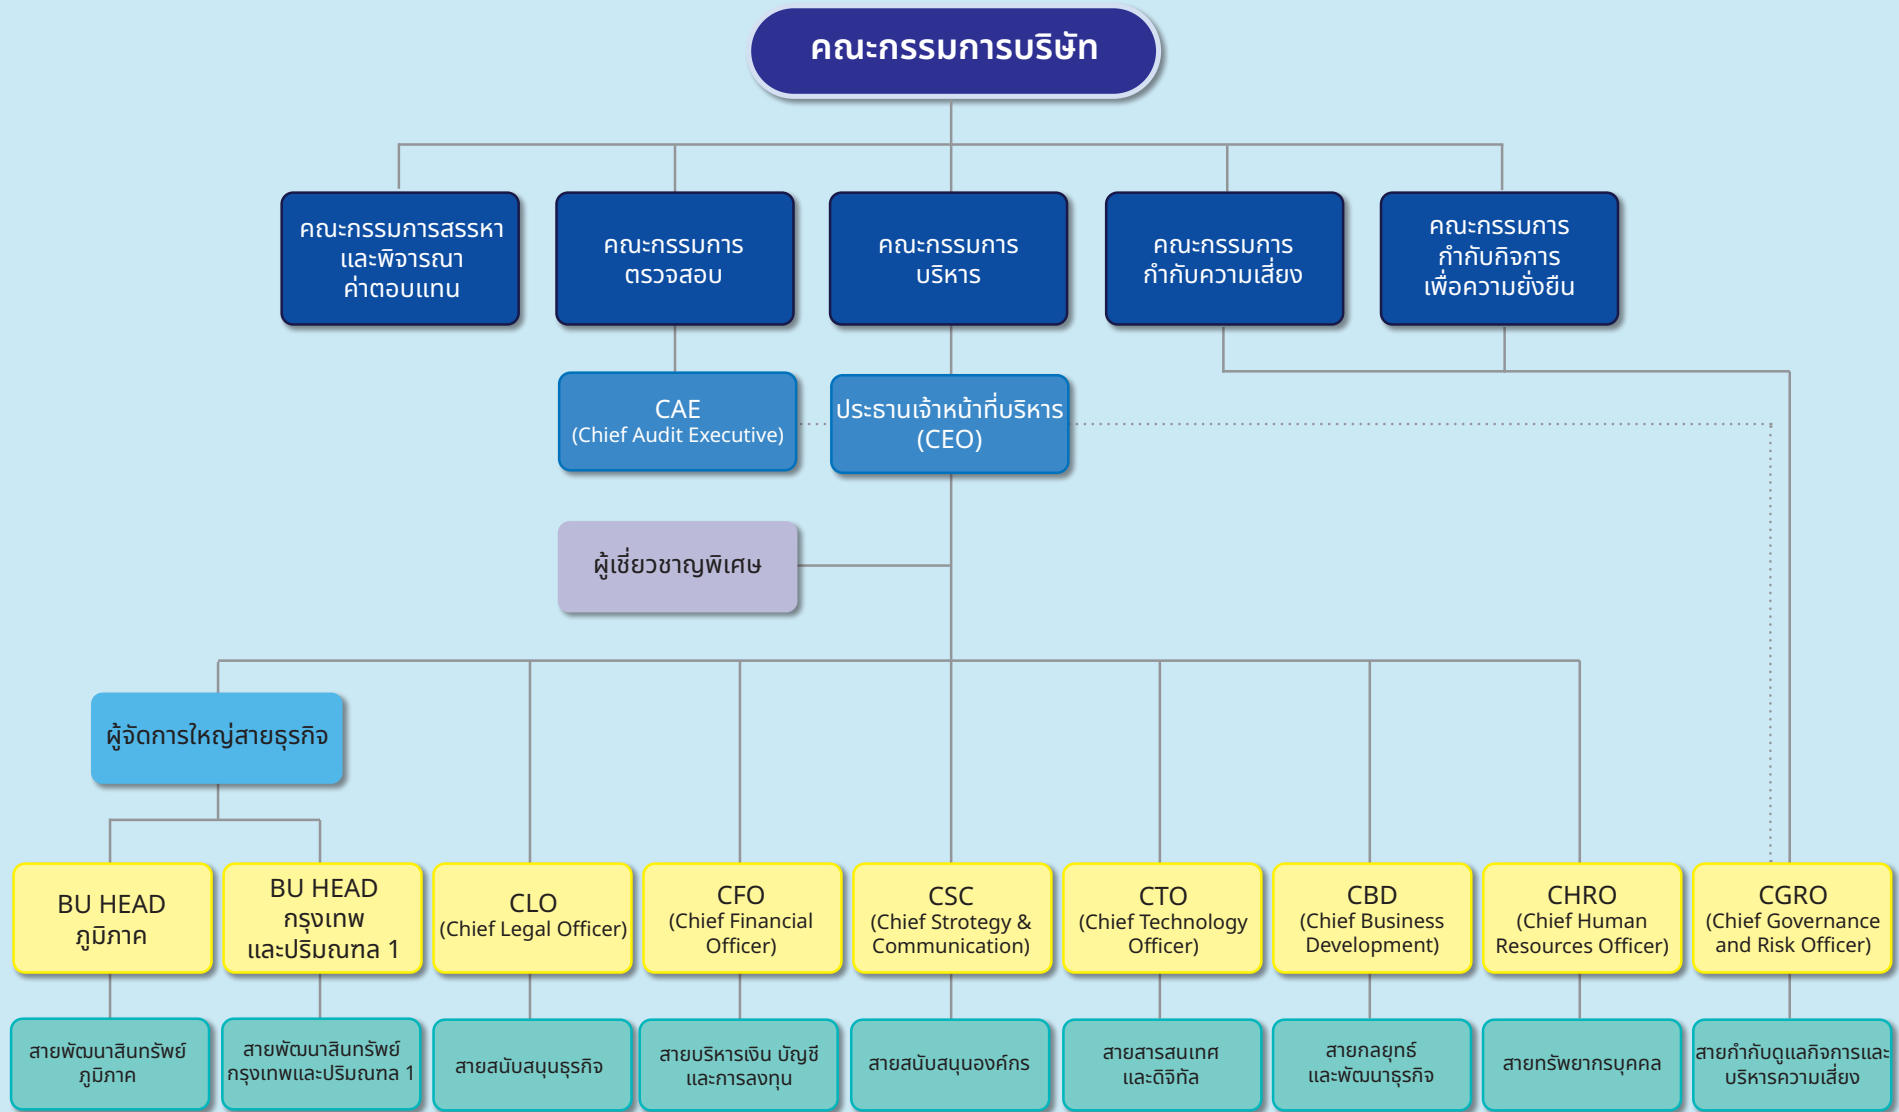 คณะกรรมการบริษัท
คณะกรรมการสรรหา
และพิจารณา
ค่าตอบแทน
คณะกรรมการ
ตรวจสอบ
คณะกรรมการ
บริหาร
คณะกรรมการ
กำกับความเสี่ยง
คณะกรรมการ
กำกับกิจการ
เพื่อความยั่งยืน
CAE
(Chief Audit Executive)
ประธานเจ้าหน้าที่บริหาร
(CEO)
ผู้เชี่ยวชาญพิเศษ
ผู้จัดการใหญ่สายธุรกิจ
BU HEAD
ภูมิภาค
BU HEAD
กรุงเทพ
และปริมณฑล 1
CLO
(Chief Legal Officer)
CFO
(Chief Financial
Officer)
CSC
(Chief Strotegy &
Communication)
CTO
(Chief Technology
Officer)
CBD
(Chief Business
Development)
CHRO
(Chief Human
Resources Officer)
CGRO
(Chief Governance
and Risk Officer)
สายพัฒนาสินทรัพย์
ภูมิภาค
สายพัฒนาสินทรัพย์
กรุงเทพและปริมณฑล 1
สายสนับสนุนธุรกิจ
สายบริหารเงิน บัญชี
และการลงทุน
สายสนับสนุนองค์กร
สายสารสนเทศ
และดิจิทัล
สายกลยุทธ์
และพัฒนาธุรกิจ
สายทรัพยากรบุคคล
สายกำกับดูแลกิจการและ
บริหารความเสี่ยง